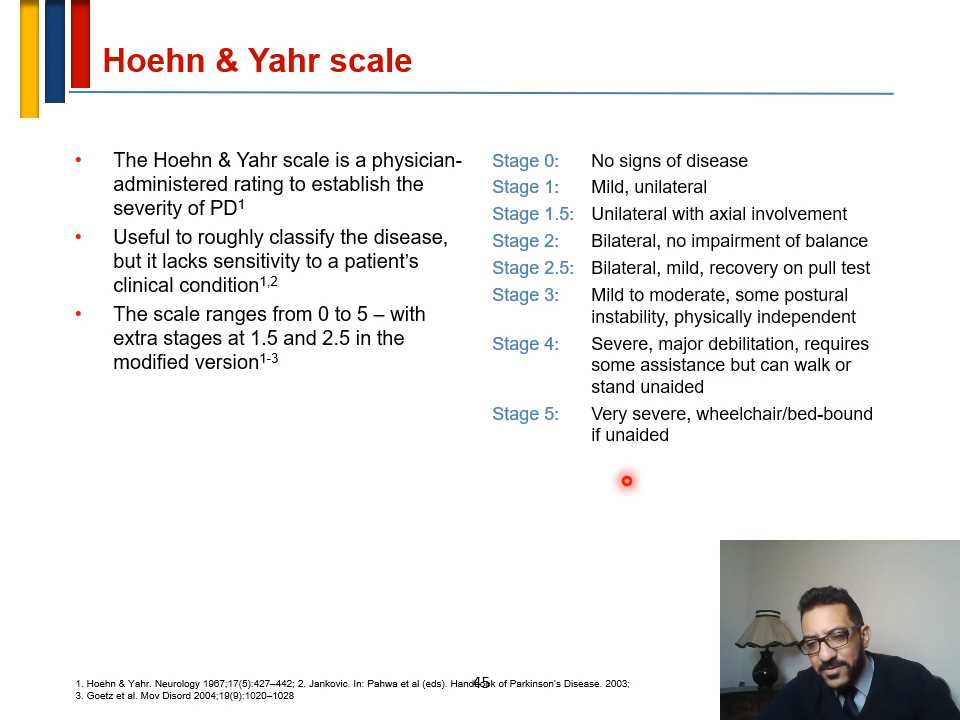 Hoehn & Yahr scale
• The Hoehn & Yahr scale is a physician-
administered rating to establish the
severity of PD1
• Useful to roughly classify the disease,
but it lacks sensitivity to a patient’s
clinical condition1,2
• The scale ranges from 0 to 5 – with
extra stages at 1.5 and 2.5 in the
modified version1-3
Stage 0: No signs of disease
Stage 1: Mild, unilateral
Stage 1.5: Unilateral with axial involvement
Stage 2: Bilateral, no impairment of balance
Stage 2.5: Bilateral, mild, recovery on pull test
Stage 3: Mild to moderate, some postural
instability, physically independent
Stage 4: Severe, major debilitation, requires
some assistance but can walk or
stand unaided
Stage 5: Very severe, wheelchair/bed-bound
if unaided
1. Hoehn & Yahr. Neurology 1967;17(5):427–442; 2. Jankovic. In: Pahwa et al (eds). Handbook of Parkinson’s Disease. 2003;
3. Goetz et al. Mov Disord 2004;19(9):1020–1028
45